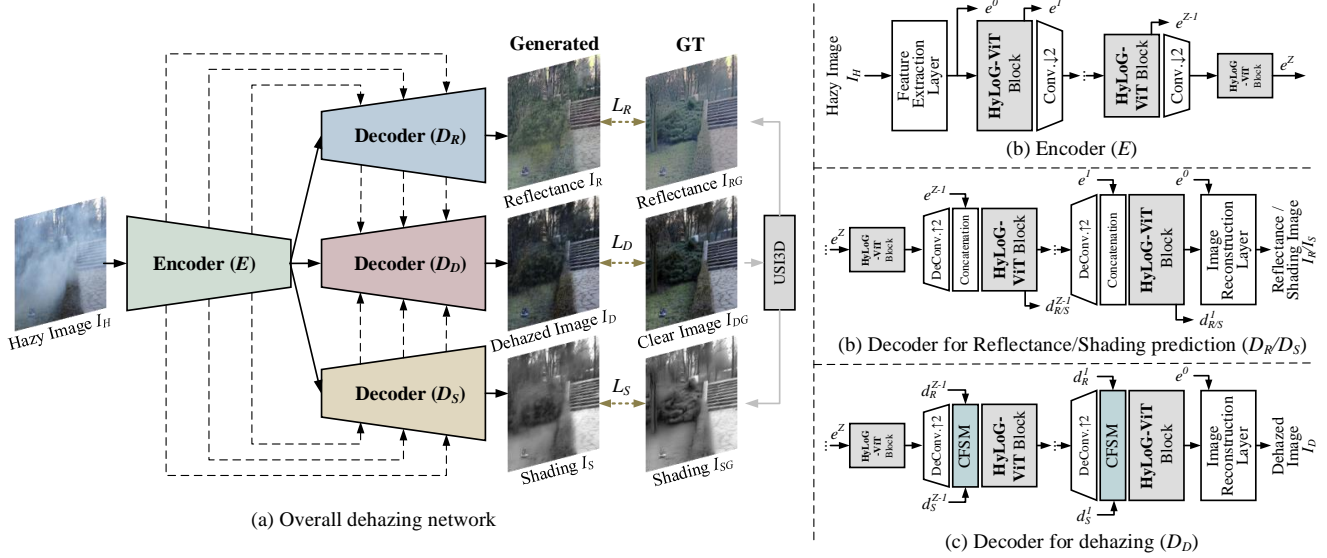 Generated
GT
Decoder (D_R)
L_R
Reflectance I_R
Reflectance I_RG
Encoder (E)
Decoder (D_D)
L_D
USI3D
Hazy Image I_H
Dehazed Image I_D
Clear Image I_DG
Decoder (D_S)
L_S
Shading I_S
Shading I_SG
(a) Overall dehazing network
Hazy Image
I_H
Feature
Extraction
Layer
e^0
HyLoG-ViT
Block
e^1
Conv.↓2
...
HyLoG-
ViT Block
e^{Z-1}
Conv.↓2
HyLoG
-ViT
Block
e^Z
(b) Encoder (E)
e^Z
HyLoG
-ViT
Block
DeConv.↑2
e^{Z-1}
Concatenation
HyLoG-
ViT Block
d_{R/S}^{Z-1}
...
DeConv.↑2
e^1
Concatenation
HyLoG-ViT
Block
d_{R/S}^1
e^0
Image
Reconstruction
Layer
Reflectance /
Shading Image
I_R/I_S
(b) Decoder for Reflectance/Shading prediction (D_R/D_S)
e^Z
HyLoG
-ViT
Block
DeConv.↑2
d_R^{Z-1}
CFSM
d_S^{Z-1}
HyLoG-
ViT Block
...
DeConv.↑2
d_R^1
CFSM
d_S^1
HyLoG-ViT
Block
e^0
Image
Reconstruction
Layer
Dehazed
Image
I_D
(c) Decoder for dehazing (D_D)